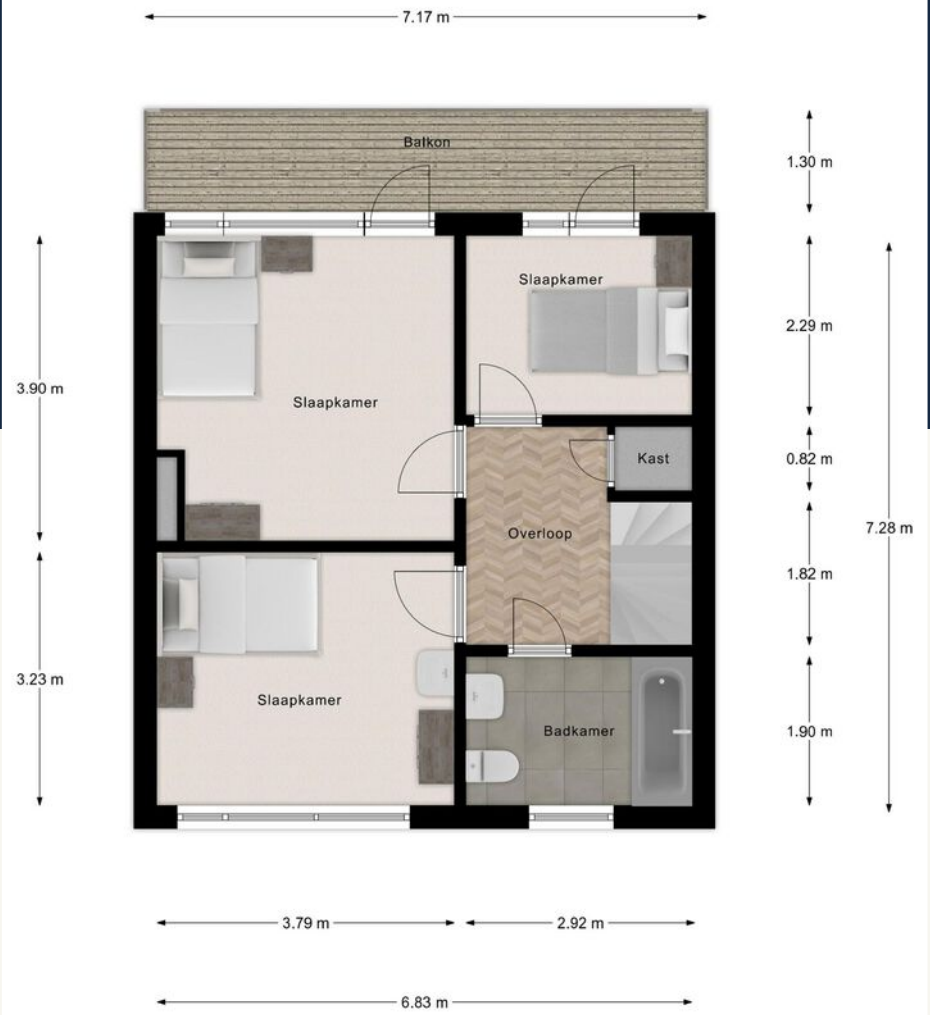 7.17 m
Balkon
1.30 m
Slaapkamer
2.29 m
3.90 m
Slaapkamer
Kast
0.82 m
Overloop
7.28 m
1.82 m
3.23 m
Slaapkamer
Badkamer
1.90 m
3.79 m
2.92 m
6.83 m